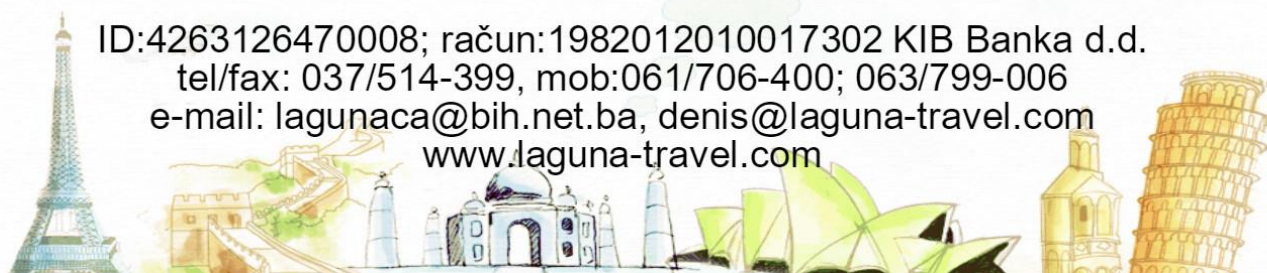 ID:4263126470008; račun:1982012010017302 KIB Banka d.d.
tel/fax: 037/514-399, mob:061/706-400; 063/799-006
e-mail: lagunaca@bih.net.ba, denis@laguna-travel.com
www.laguna-travel.com